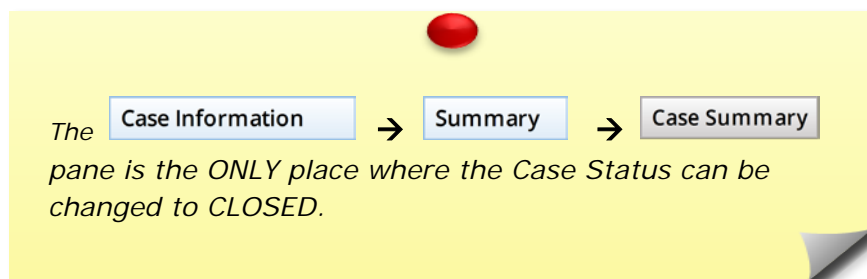 The Case Information → Summary → Case Summary
pane is the ONLY place where the Case Status can be
changed to CLOSED.